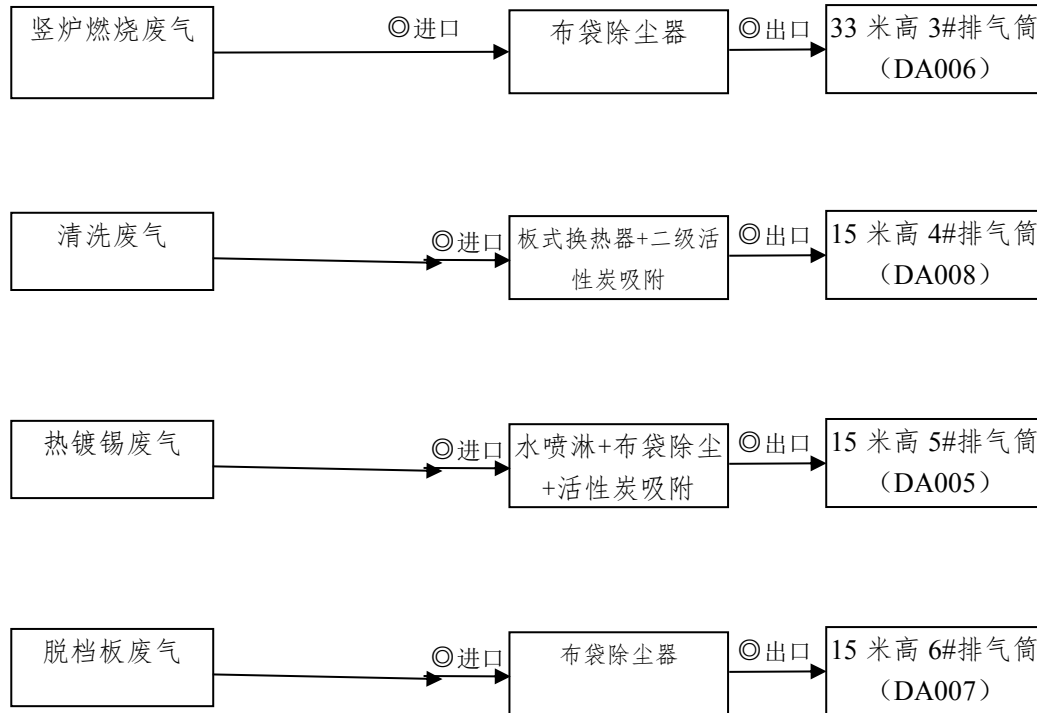 竖炉燃烧废气
◎进口
布袋除尘器
◎出口
33 米高 3#排气筒
（DA006）
清洗废气
◎进口
板式换热器+二级活
性炭吸附
◎出口
15 米高 4#排气筒
（DA008）
热镀锡废气
◎进口
水喷淋+布袋除尘
+活性炭吸附
◎出口
15 米高 5#排气筒
（DA005）
脱档板废气
◎进口
布袋除尘器
◎出口
15 米高 6#排气筒
（DA007）